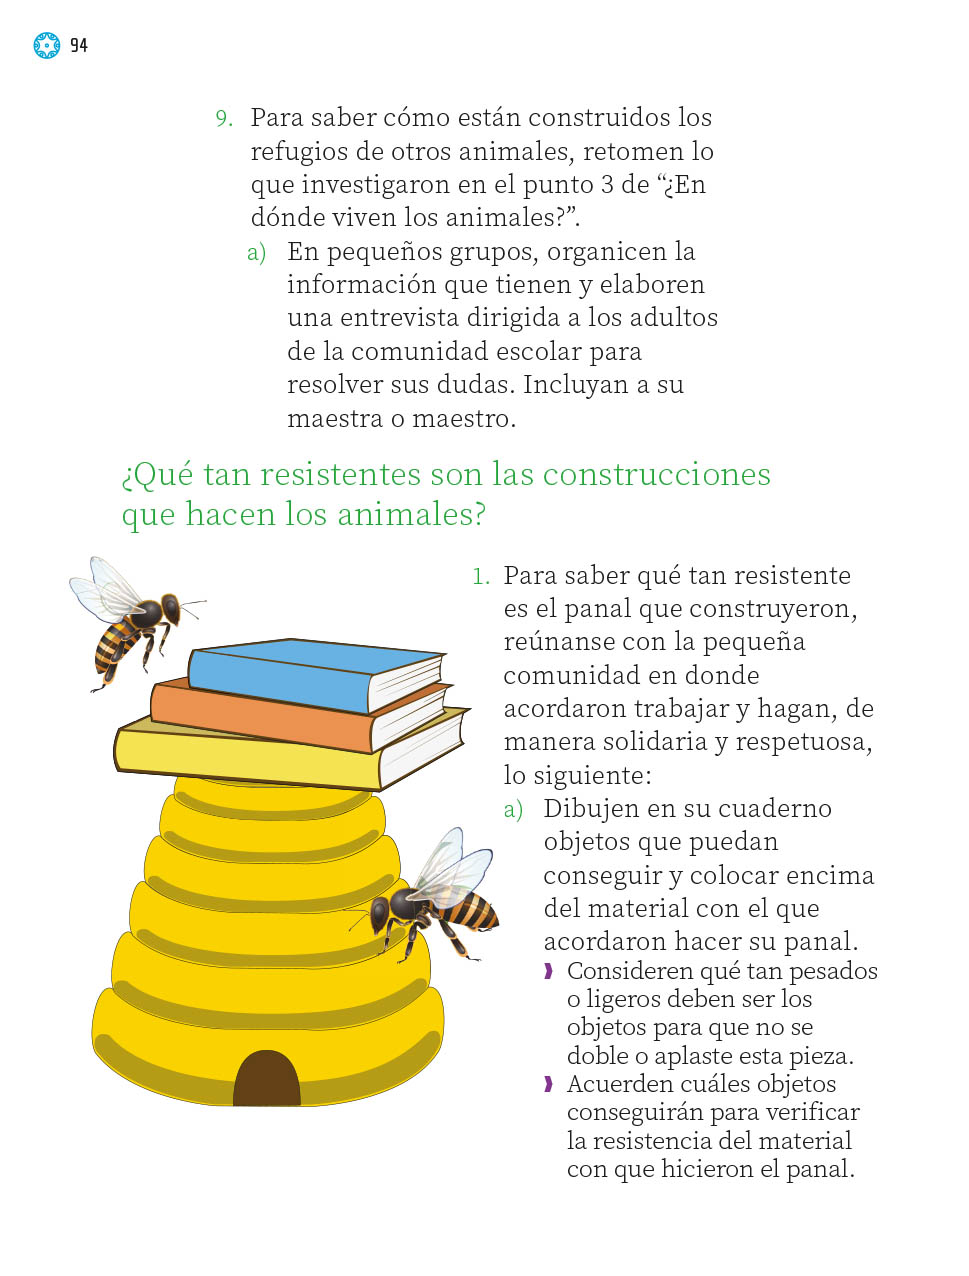 94
9. Para saber cómo están construidos los
refugios de otros animales, retomen lo
que investigaron en el punto 3 de “¿En
dónde viven los animales?”.
a) En pequeños grupos, organicen la
información que tienen y elaboren
una entrevista dirigida a los adultos
de la comunidad escolar para
resolver sus dudas. Incluyan a su
maestra o maestro.
¿Qué tan resistentes son las construcciones
que hacen los animales?
1. Para saber qué tan resistente
es el panal que construyeron,
reúnanse con la pequeña
comunidad en donde
acordaron trabajar y hagan, de
manera solidaria y respetuosa,
lo siguiente:
a) Dibujen en su cuaderno
objetos que puedan
conseguir y colocar encima
del material con el que
acordaron hacer su panal.
Consideren qué tan pesados
o ligeros deben ser los
objetos para que no se
doble o aplaste esta pieza.
Acuerden cuáles objetos
conseguirán para verificar
la resistencia del material
con que hicieron el panal.